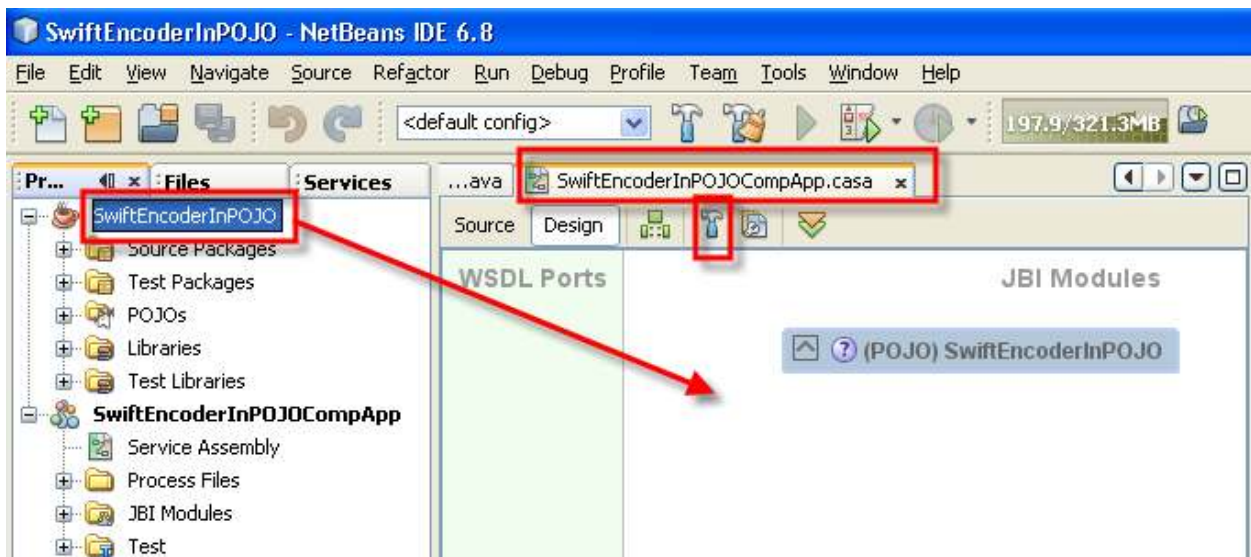 SwiftEncoderInPOJO - NetBeans IDE 6.8
File Edit View Navigate Source Refactor Run Debug Profile Team Tools Window Help
<default config> 197.9/321.3MB
Pr... Files Services ...ava SwiftEncoderInPOJOCompApp.casa
SwiftEncoderInPOJO
Source Design
Source Packages
WSDL Ports JBI Modules
Test Packages
POJOs
(POJO) SwiftEncoderInPOJO
Libraries
Test Libraries
SwiftEncoderInPOJOCompApp
Service Assembly
Process Files
JBI Modules
Test